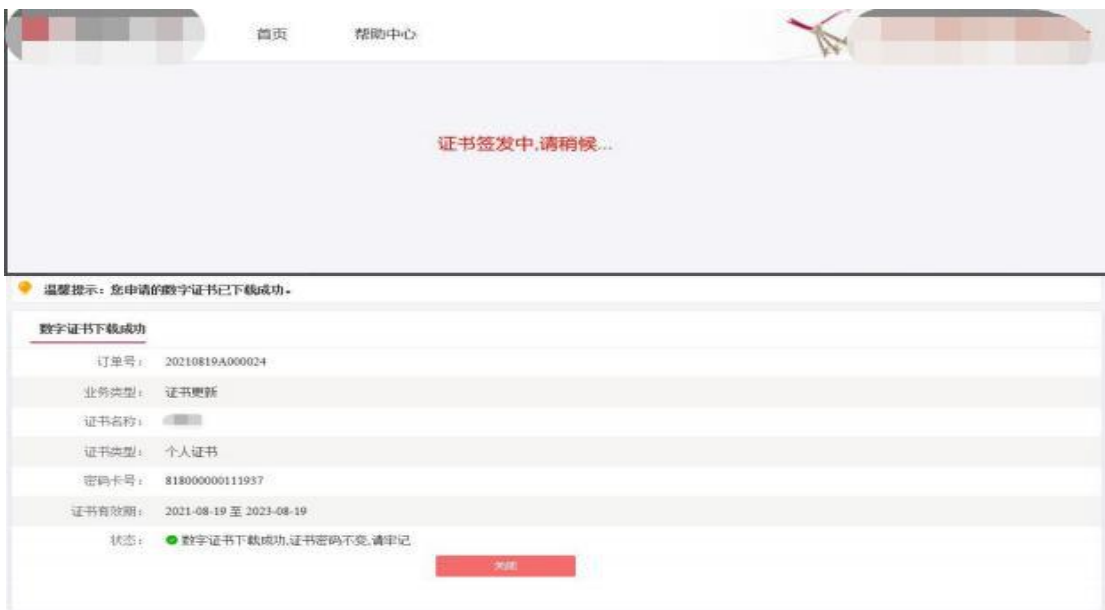 首页 帮助中心
证书签发中,请稍候...
温馨提示：您申请的数字证书已下载成功。
数字证书下载成功
订单号： 20210819A000024
业务类型： 证书更新
证书名称：
证书类型： 个人证书
密码卡号： 818000000111937
证书有效期： 2021-08-19 至 2023-08-19
状态： 数字证书下载成功,证书密码不变,请牢记
关闭